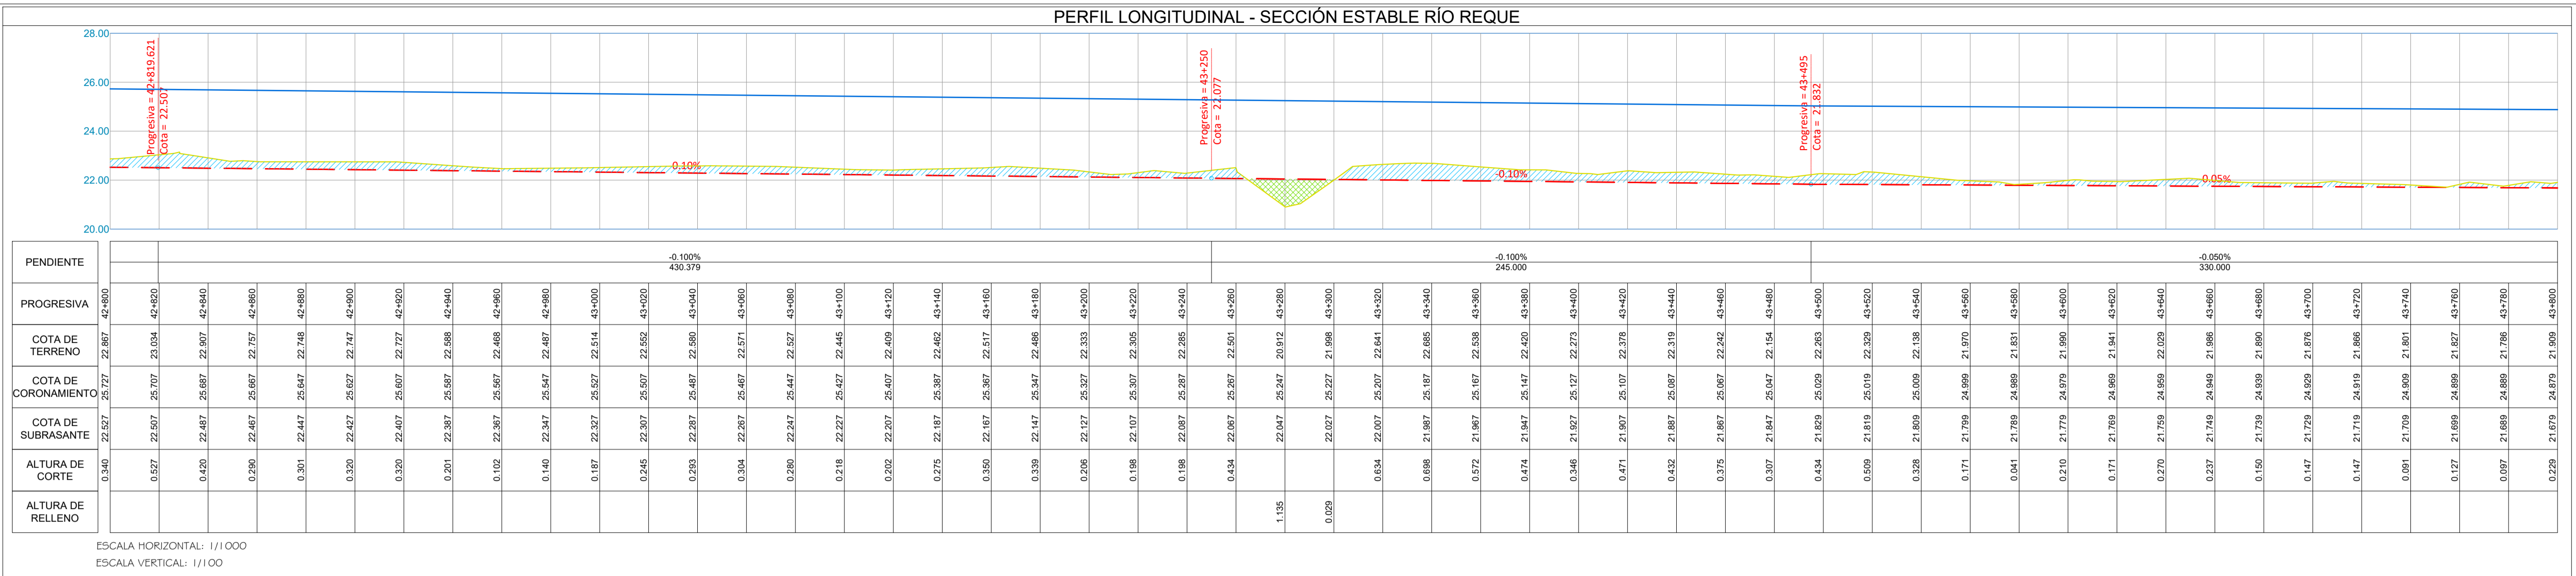 PERFIL LONGITUDINAL - SECCIÓN ESTABLE RÍO REQUE
28.00
26.00
24.00
22.00
20.00
Progresiva = 42+819.621
Cota = 22.507
Progresiva = 43+250
Cota = 22.077
Progresiva = 43+495
Cota = 21.832
-0.10%
-0.10%
-0.05%
PENDIENTE
-0.100%
430.379
-0.100%
245.000
-0.050%
330.000
PROGRESIVA 42+800 42+820 42+840 42+860 42+880 42+900 42+920 42+940 42+960 42+980 43+000 43+020 43+040 43+060 43+080 43+100 43+120 43+140 43+160 43+180 43+200 43+220 43+240 43+260 43+280 43+300 43+320 43+340 43+360 43+380 43+400 43+420 43+440 43+460 43+480 43+500 43+520 43+540 43+560 43+580 43+600 43+620 43+640 43+660 43+680 43+700 43+720 43+740 43+760 43+780 43+800
COTA DE
TERRENO 22.867 23.034 22.907 22.757 22.748 22.747 22.727 22.588 22.468 22.487 22.514 22.552 22.580 22.571 22.527 22.445 22.409 22.462 22.517 22.486 22.333 22.305 22.285 22.501 20.912 21.998 22.641 22.685 22.538 22.420 22.273 22.378 22.319 22.242 22.154 22.263 22.329 22.138 21.970 21.831 21.990 21.941 22.029 21.986 21.890 21.876 21.866 21.801 21.827 21.786 21.909
COTA DE
CORONAMIENTO 25.727 25.707 25.687 25.667 25.647 25.627 25.607 25.587 25.567 25.547 25.527 25.507 25.487 25.467 25.447 25.427 25.407 25.387 25.367 25.347 25.327 25.307 25.287 25.267 25.247 25.227 25.207 25.187 25.167 25.147 25.127 25.107 25.087 25.067 25.047 25.029 25.019 25.009 24.999 24.989 24.979 24.969 24.959 24.949 24.939 24.929 24.919 24.909 24.899 24.889 24.879
COTA DE
SUBRASANTE 22.527 22.507 22.487 22.467 22.447 22.427 22.407 22.387 22.367 22.347 22.327 22.307 22.287 22.267 22.247 22.227 22.207 22.187 22.167 22.147 22.127 22.107 22.087 22.067 22.047 22.027 22.007 21.987 21.967 21.947 21.927 21.907 21.887 21.867 21.847 21.829 21.819 21.809 21.799 21.789 21.779 21.769 21.759 21.749 21.739 21.729 21.719 21.709 21.699 21.689 21.679
ALTURA DE
CORTE 0.340 0.527 0.420 0.290 0.301 0.320 0.320 0.201 0.102 0.140 0.187 0.245 0.293 0.304 0.280 0.218 0.202 0.275 0.350 0.339 0.206 0.198 0.198 0.434 0.634 0.698 0.572 0.474 0.346 0.471 0.432 0.375 0.307 0.434 0.509 0.328 0.171 0.041 0.210 0.171 0.270 0.237 0.150 0.147 0.147 0.091 0.127 0.097 0.229
ALTURA DE
RELLENO 1.135 0.029
ESCALA HORIZONTAL: 1/1000
ESCALA VERTICAL: 1/100